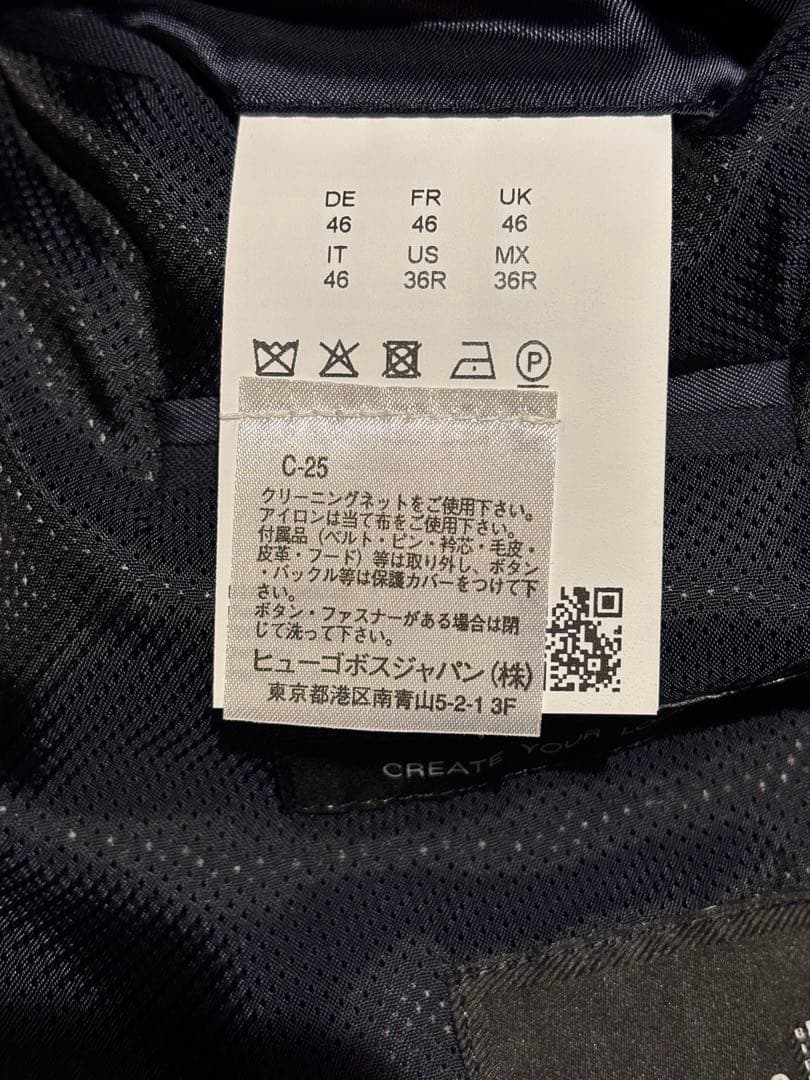 DE FR UK
46 46 46
IT US MX
46 36R 36R
P
C-25
クリーニングネットをご使用下さい。
アイロンは当て布をご使用下さい。
付属品(ベルト・ピン・衿芯・毛皮・
皮革・フード)等は取り外し、ボタン
・バックル等は保護カバーをつけて下
さい。
ボタン・ファスナーがある場合は閉
じて洗って下さい。
ヒューゴボスジャパン(株)
東京都港区南青山5-2-1 3F
CREATE YOUR